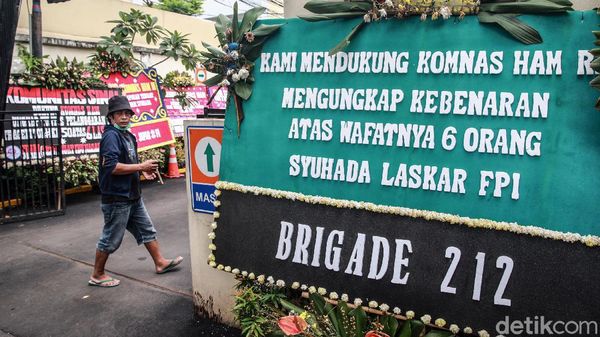 KAMI MENDUKUNG KOMNAS HAM R
MENGUNGKAP KEBENARAN
ATAS WAFATNYA 6 ORANG
SYUHADA LASKAR FPI
BRIGADE 212
MAS
detikcom